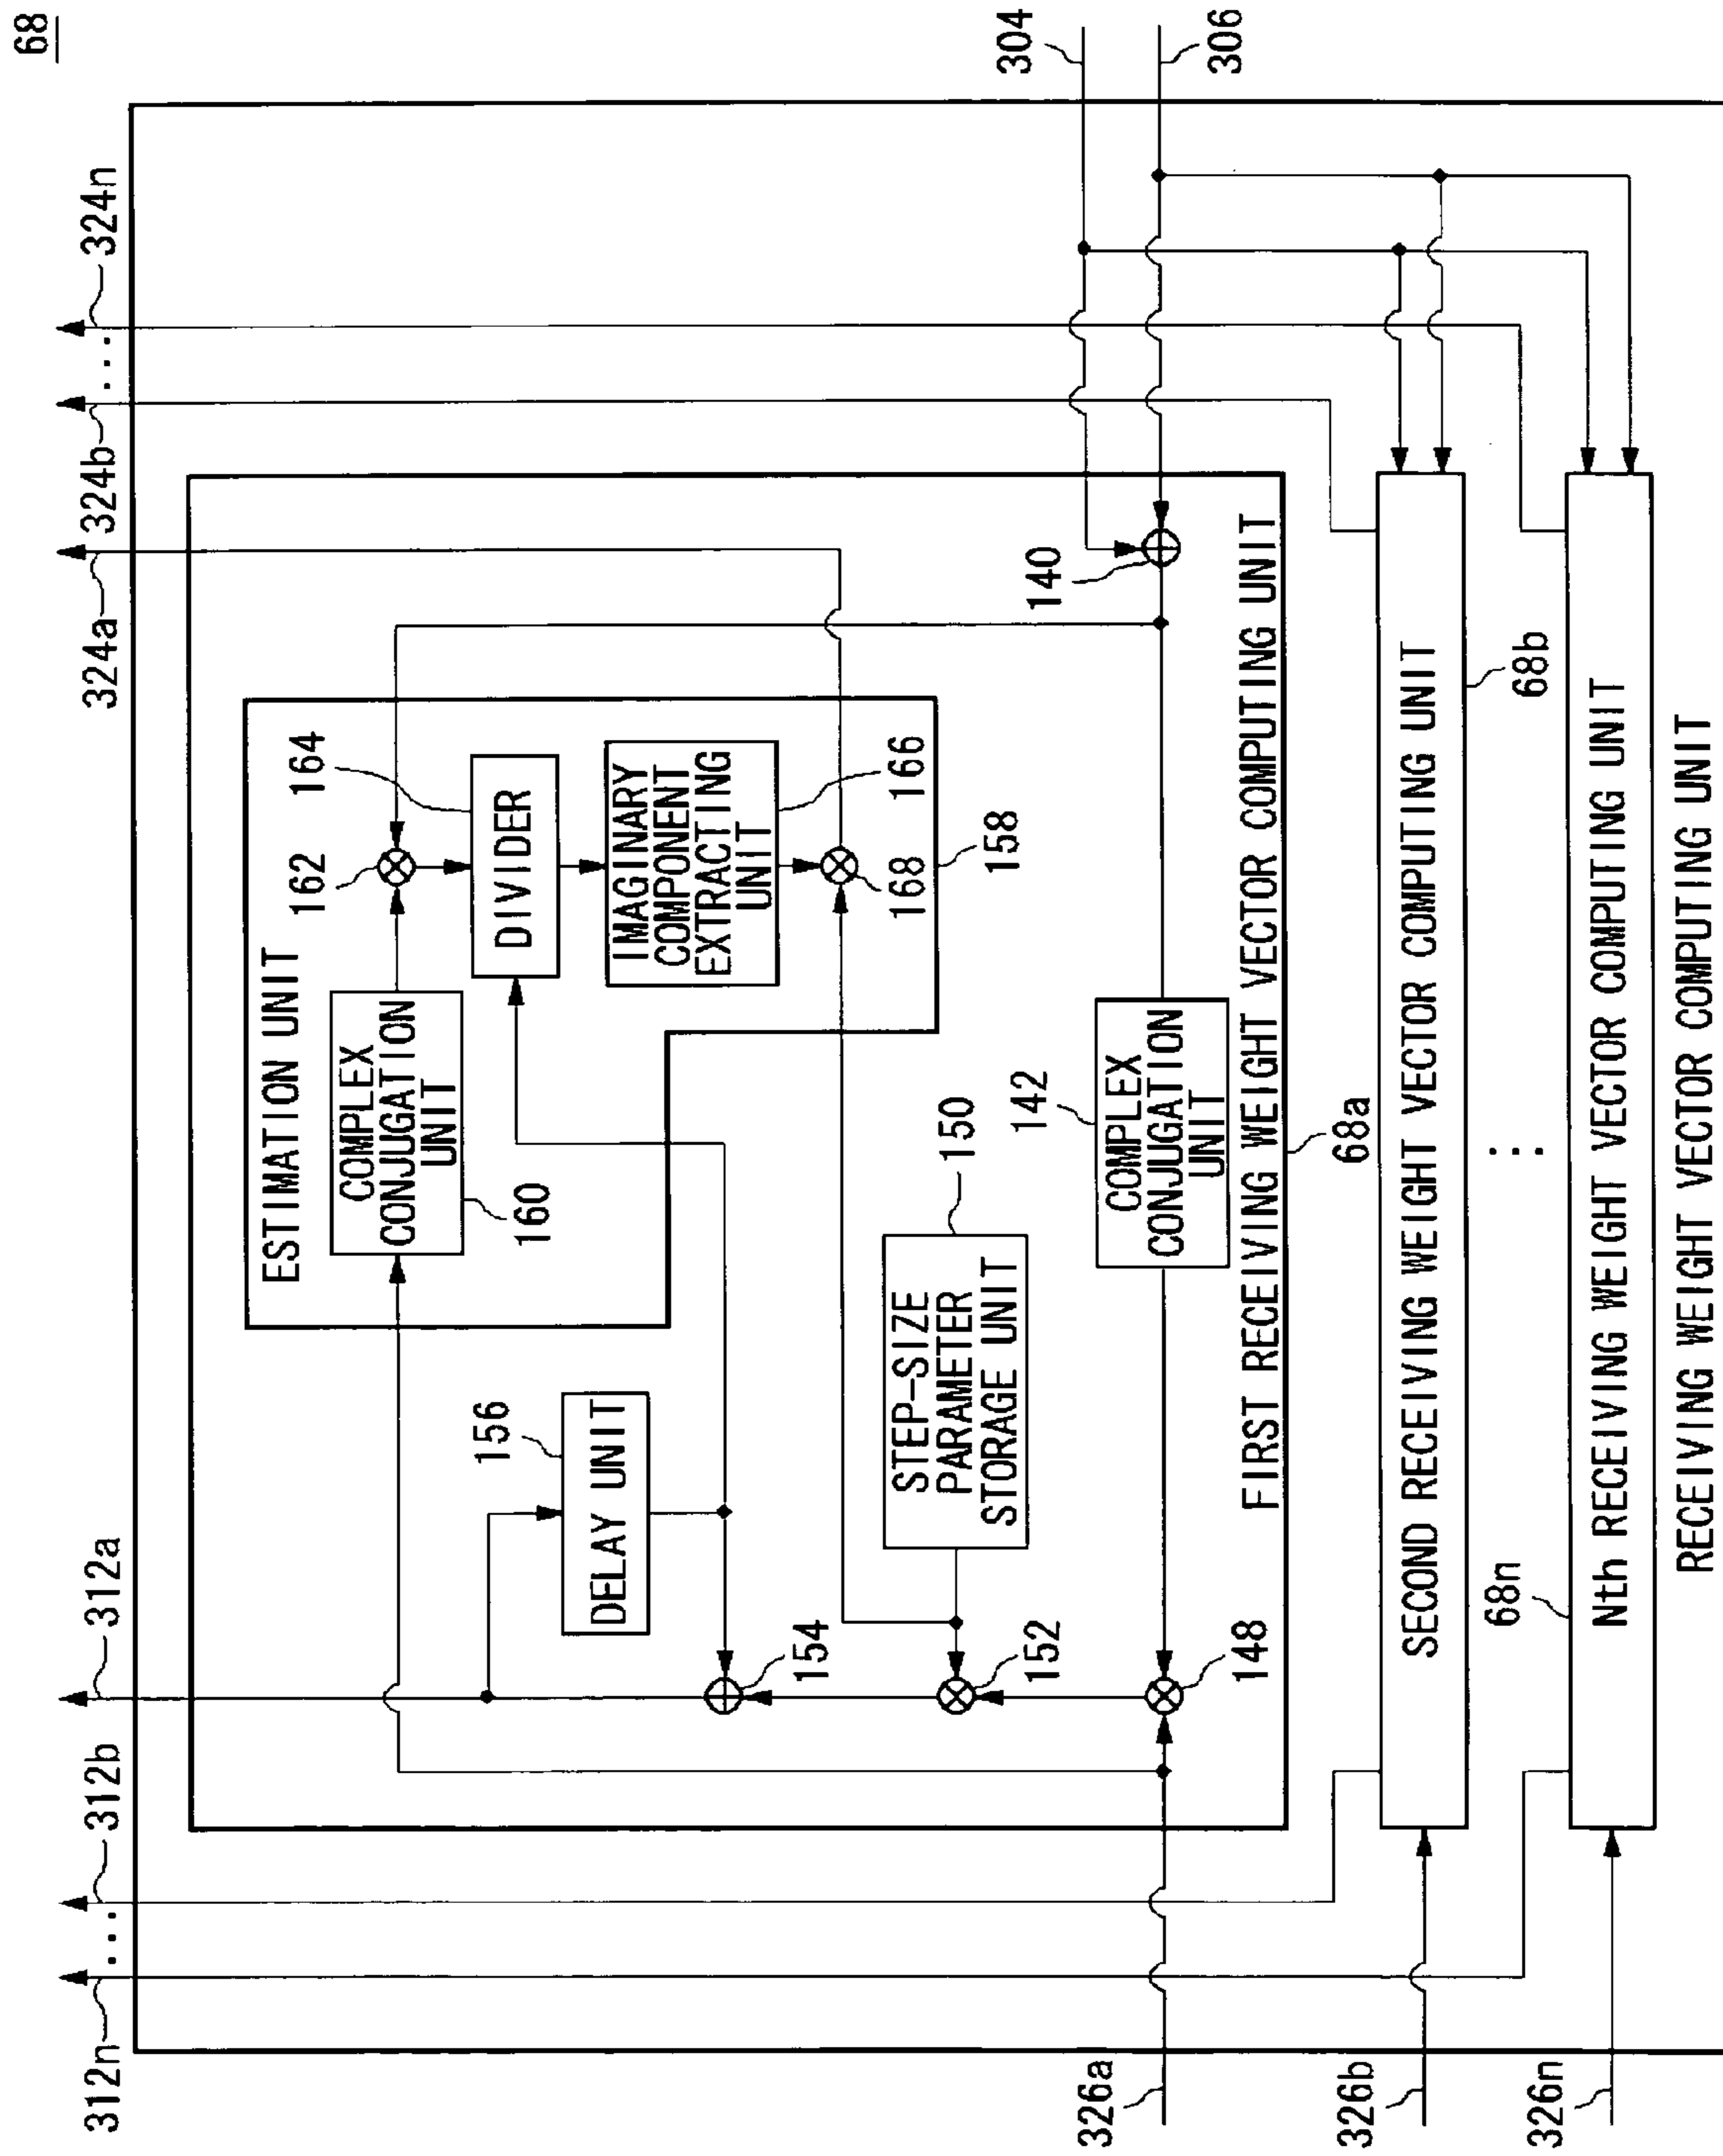 68
312n
...
312b
312a
324a
324b
...
324n
ESTIMATION UNIT
COMPLEX
CONJUGATION
UNIT
160
162
164
DIVIDER
IMAGINARY
COMPONENT
EXTRACTING
UNIT
166
168
158
156
DELAY UNIT
154
STEP-SIZE
PARAMETER
STORAGE UNIT
150
152
148
COMPLEX
CONJUGATION
UNIT
142
140
304
306
326a
FIRST RECEIVING WEIGHT VECTOR COMPUTING UNIT
68a
326b
SECOND RECEIVING WEIGHT VECTOR COMPUTING UNIT
68b
...
68n
326n
Nth RECEIVING WEIGHT VECTOR COMPUTING UNIT
RECEIVING WEIGHT VECTOR COMPUTING UNIT